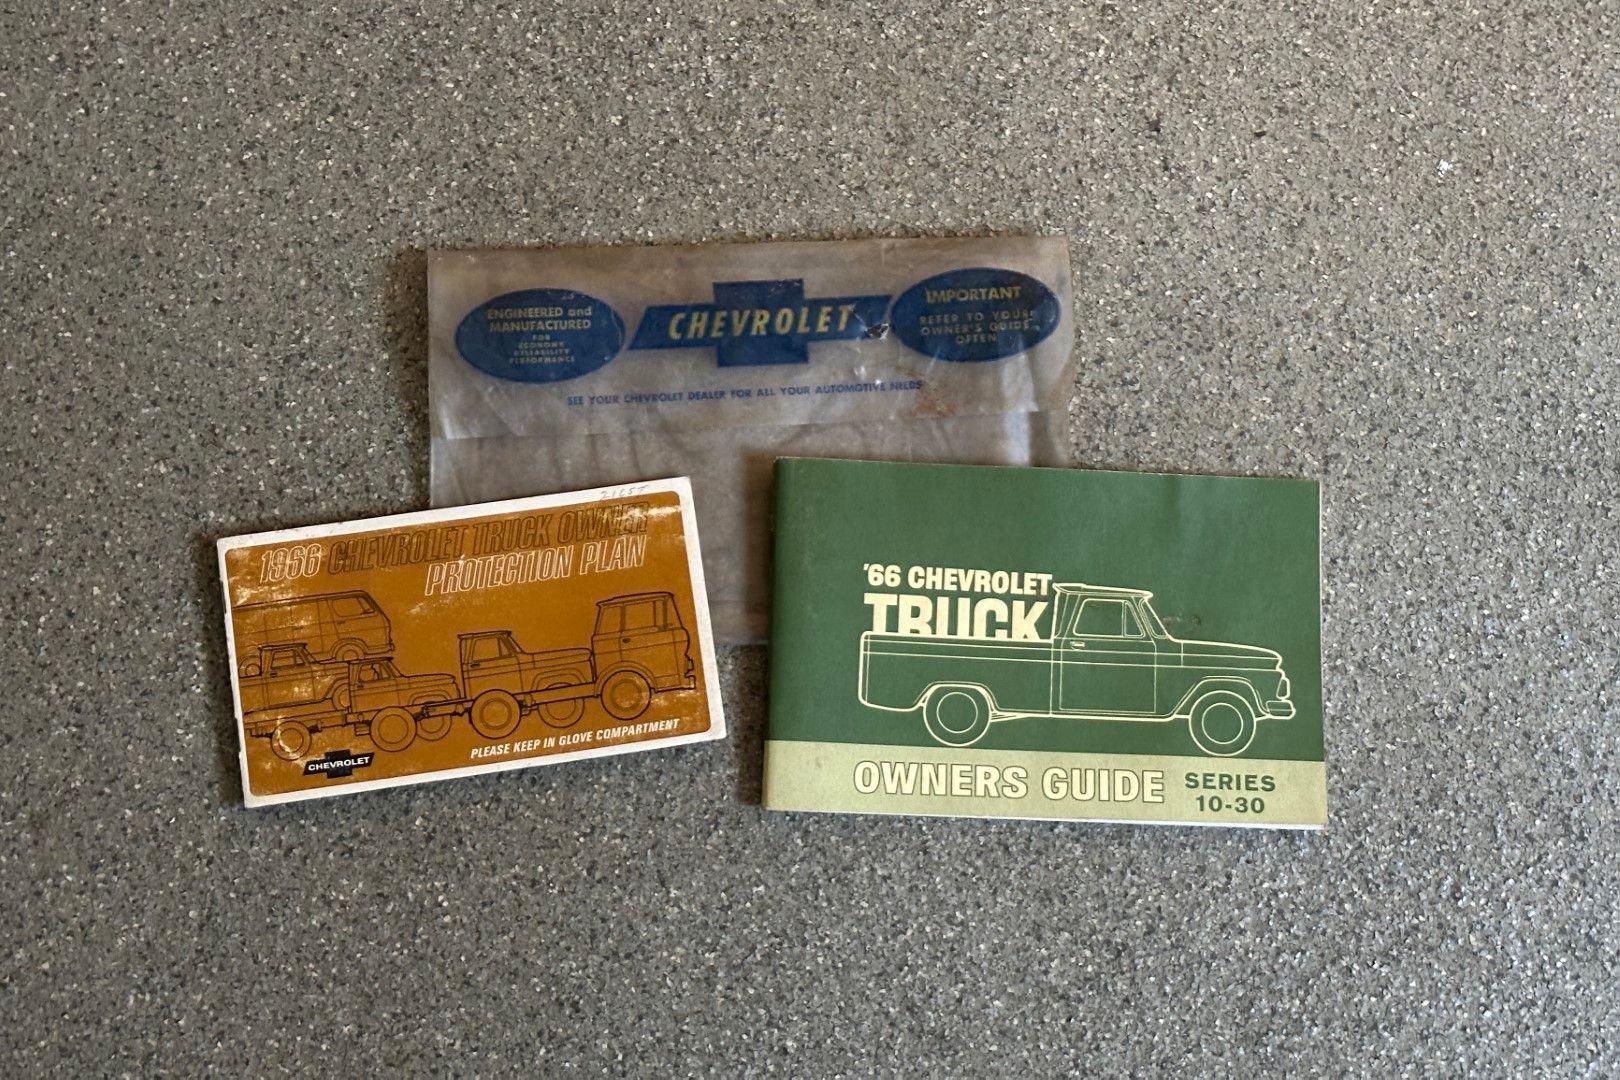 ENGINEERED and
MANUFACTURED
FOR
ECONOMY
RELIABILITY
PERFORMANCE
CHEVROLET
IMPORTANT
REFER TO YOUR
OWNER'S GUIDE
OFTEN
SEE YOUR CHEVROLET DEALER FOR ALL YOUR AUTOMOTIVE NEEDS
1966 CHEVROLET TRUCK OWNER
PROTECTION PLAN
PLEASE KEEP IN GLOVE COMPARTMENT
CHEVROLET
'66 CHEVROLET
TRUCK
OWNERS GUIDE
SERIES
10-30